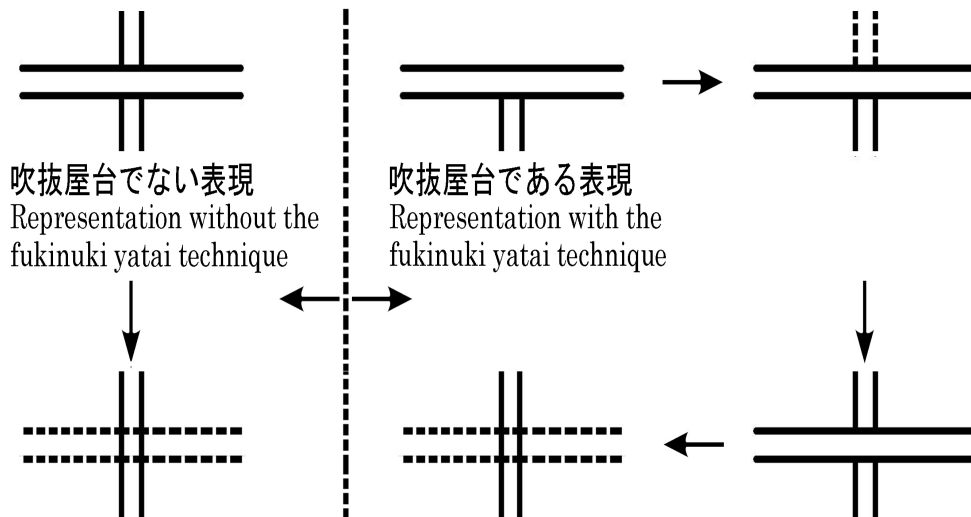 吹抜屋台でない表現
Representation without the
fukinuki yatai technique
吹抜屋台である表現
Representation with the
fukinuki yatai technique